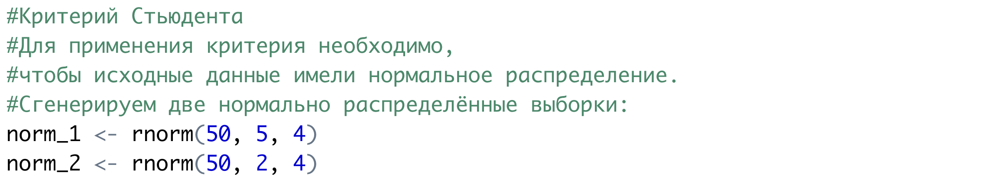 #Критерий Стьюдента
#Для применения критерия необходимо,
#чтобы исходные данные имели нормальное распределение.
#Сгенерируем две нормально распределённые выборки:
norm_1 <- rnorm(50, 5, 4)
norm_2 <- rnorm(50, 2, 4)